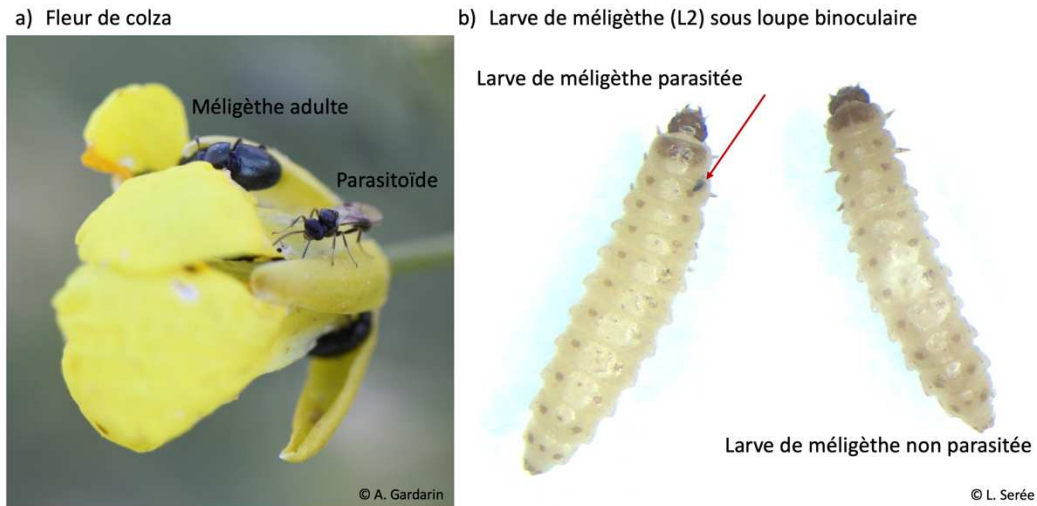 a) Fleur de colza
Méligèthe adulte
Parasitoïde
© A. Gardarin
b) Larve de méligèthe (L2) sous loupe binoculaire
Larve de méligèthe parasitée
Larve de méligèthe non parasitée
© L. Serée